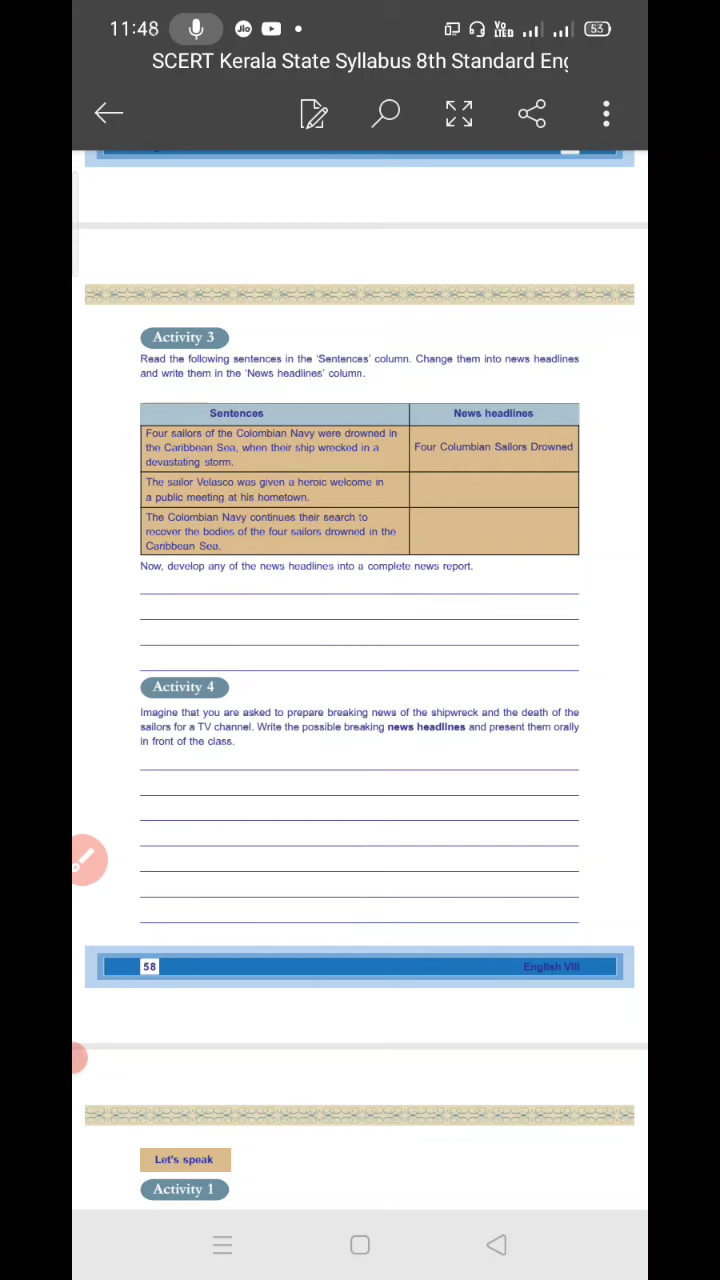 11:48 Jio Vo LTED 53
SCERT Kerala State Syllabus 8th Standard Eng
Activity 3
Read the following sentences in the 'Sentences' column. Change them into news headlines
and write them in the 'News headlines' column.
Sentences News headlines
Four sailors of the Colombian Navy were drowned in
the Caribbean Sea, when their ship wrecked in a
devastating storm.
Four Columbian Sailors Drowned
The sailor Velasco was given a heroic welcome in
a public meeting at his hometown.
The Colombian Navy continues their search to
recover the bodies of the four sailors drowned in the
Caribbean Sea.
Now, develop any of the news headlines into a complete news report.
Activity 4
Imagine that you are asked to prepare breaking news of the shipwreck and the death of the
sailors for a TV channel. Write the possible breaking news headlines and present them orally
in front of the class.
58 English VIII
Let's speak
Activity 1